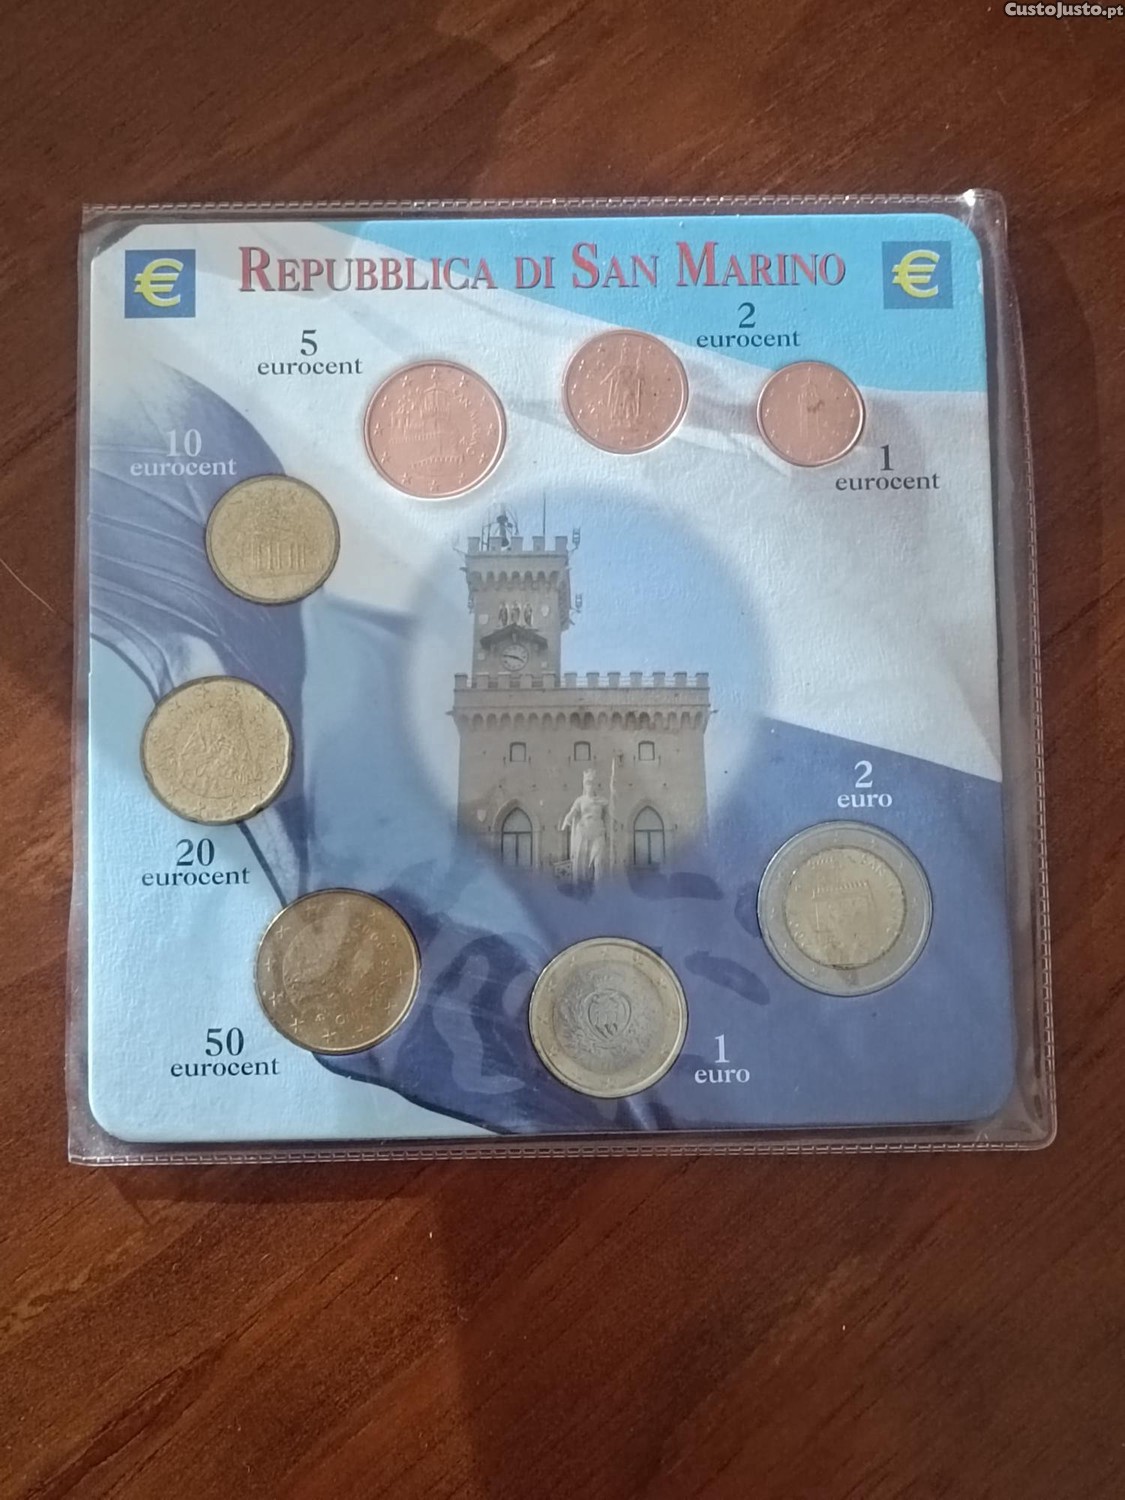 CustoJusto.pt
€ REPUBBLICA DI SAN MARINO €
5
eurocent
2
eurocent
1
eurocent
10
eurocent
20
eurocent
50
eurocent
1
euro
2
euro